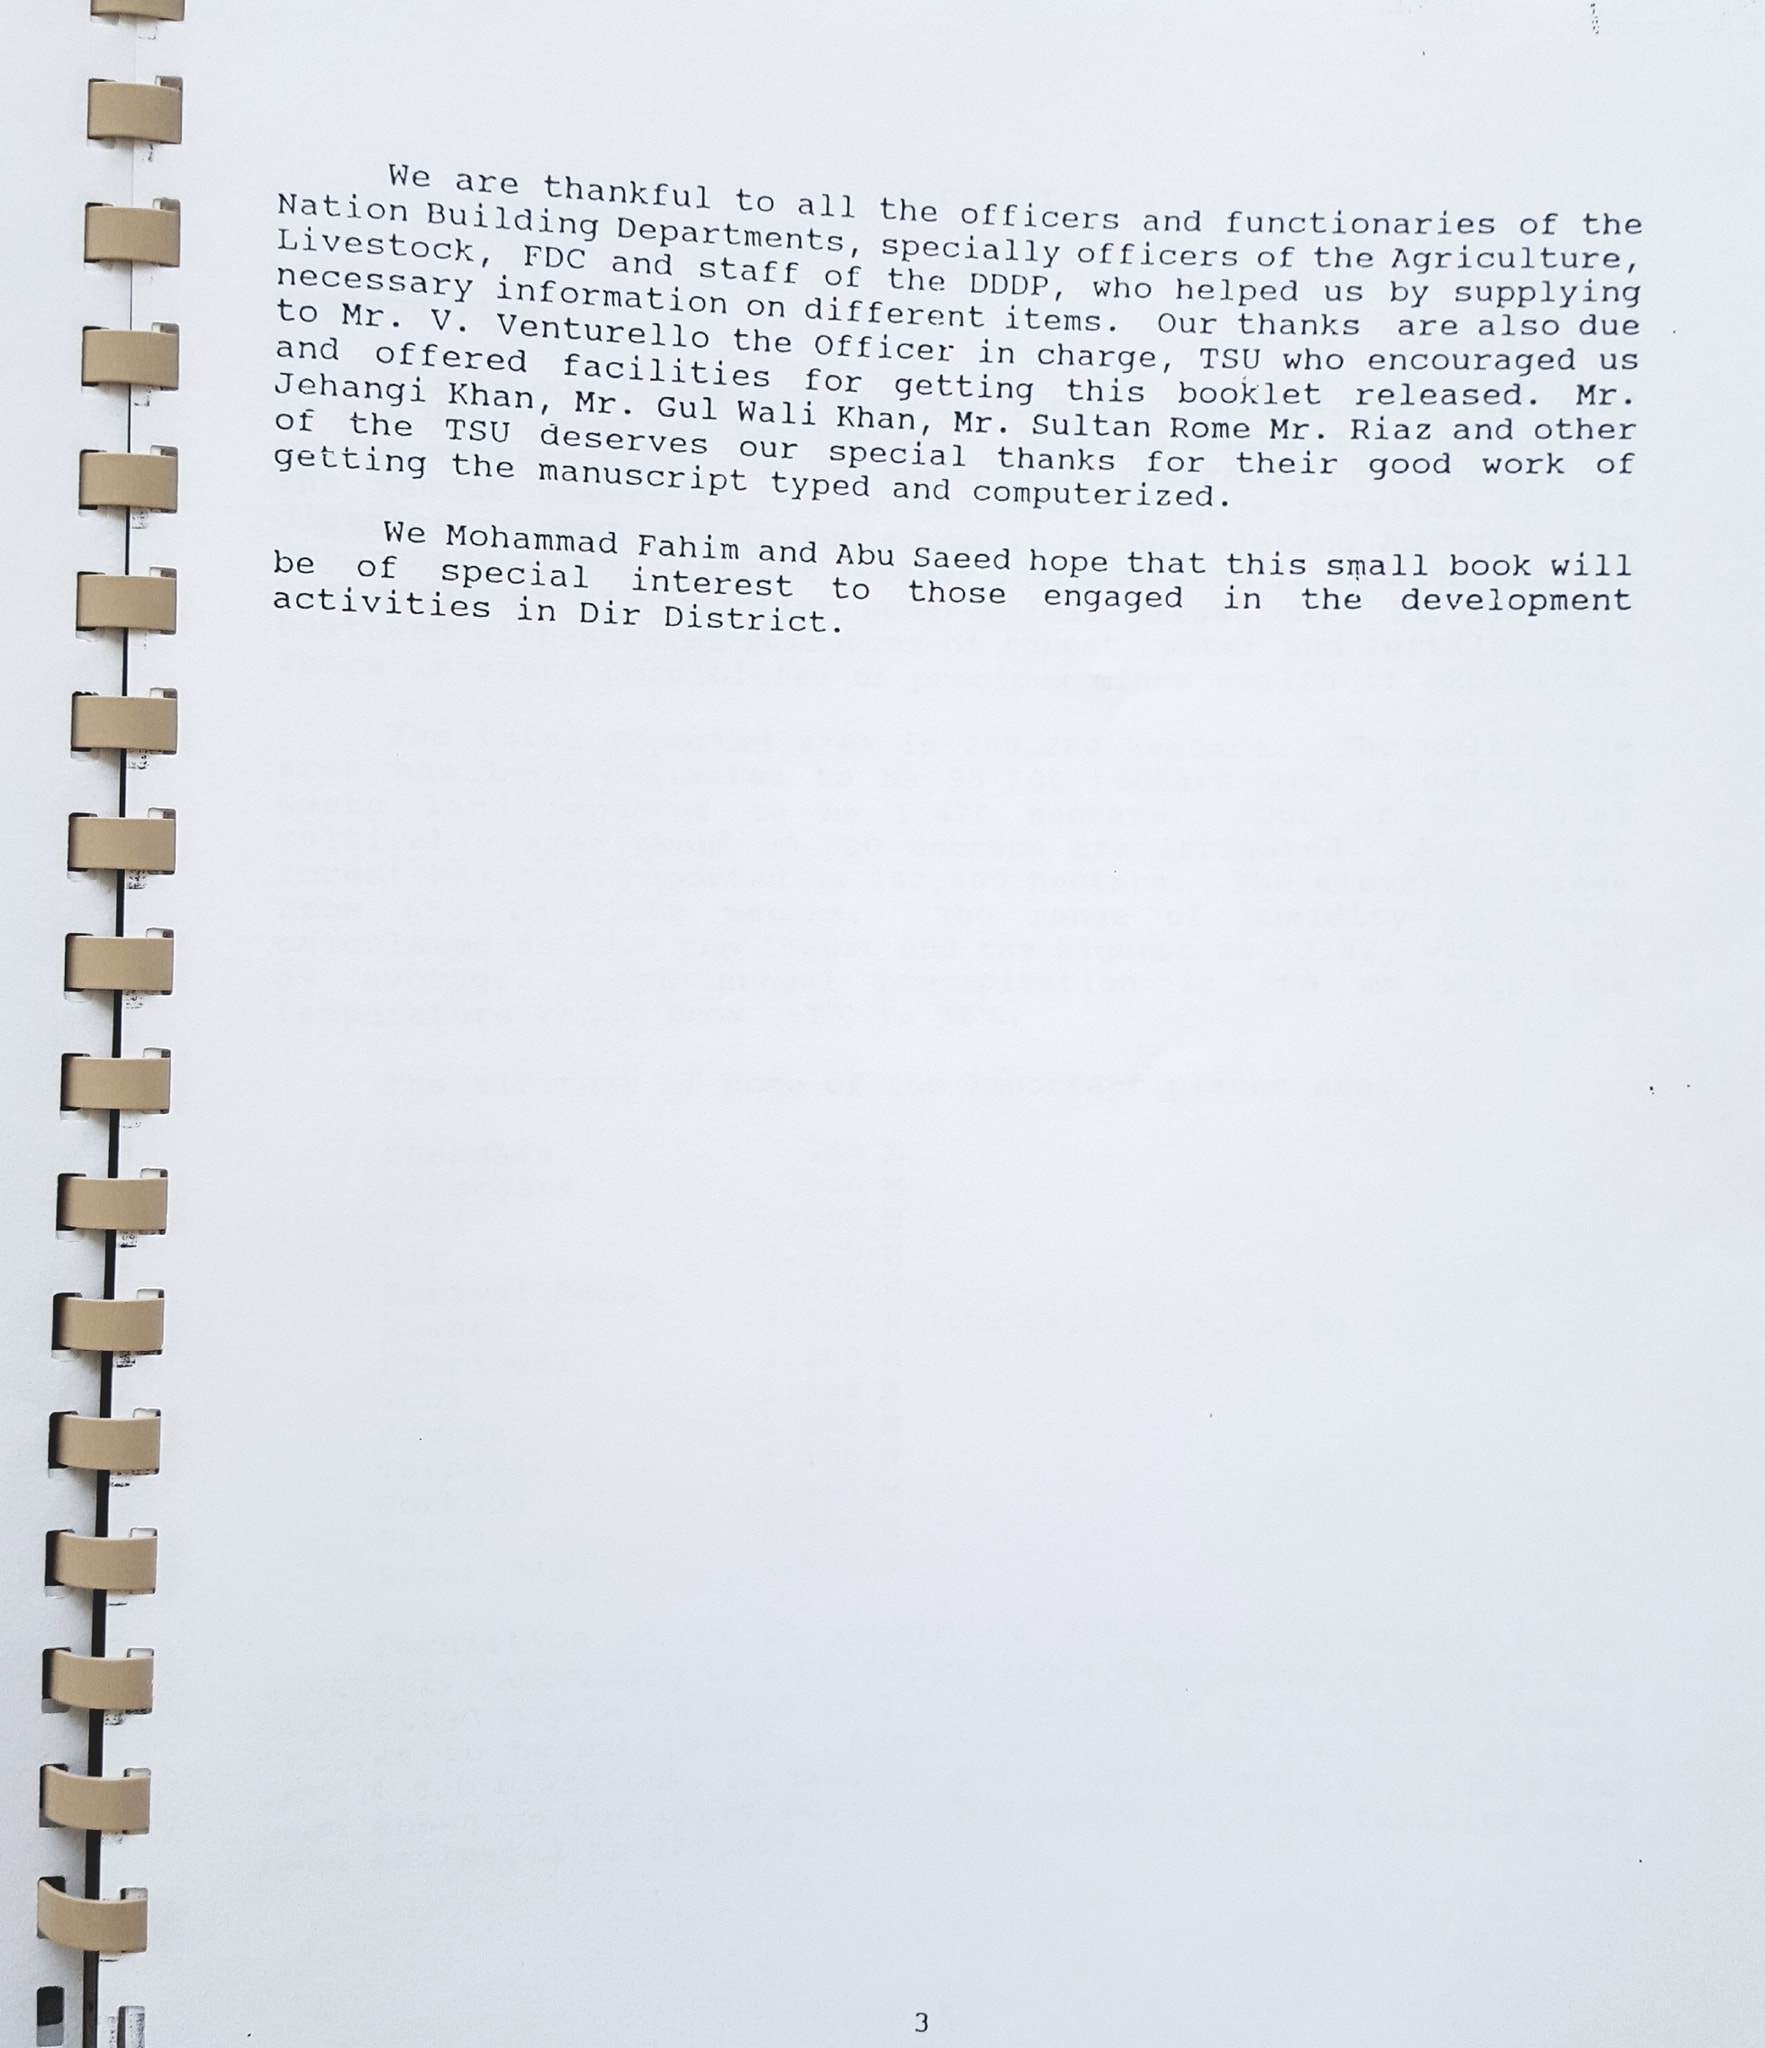 We are thankful to all the officers and functionaries of the
Nation Building Departments, specially officers of the Agriculture,
Livestock, FDC and staff of the DDDP, who helped us by supplying
necessary information on different items. Our thanks are also due
to Mr. V. Venturello the Officer in charge, TSU who encouraged us
and offered facilities for getting this booklet released. Mr.
Jehangi Khan, Mr. Gul Wali Khan, Mr. Sultan Rome Mr. Riaz and other
of the TSU deserves our special thanks for their good work of
getting the manuscript typed and computerized.
We Mohammad Fahim and Abu Saeed hope that this small book will
be of special interest to those engaged in the development
activities in Dir District.
3